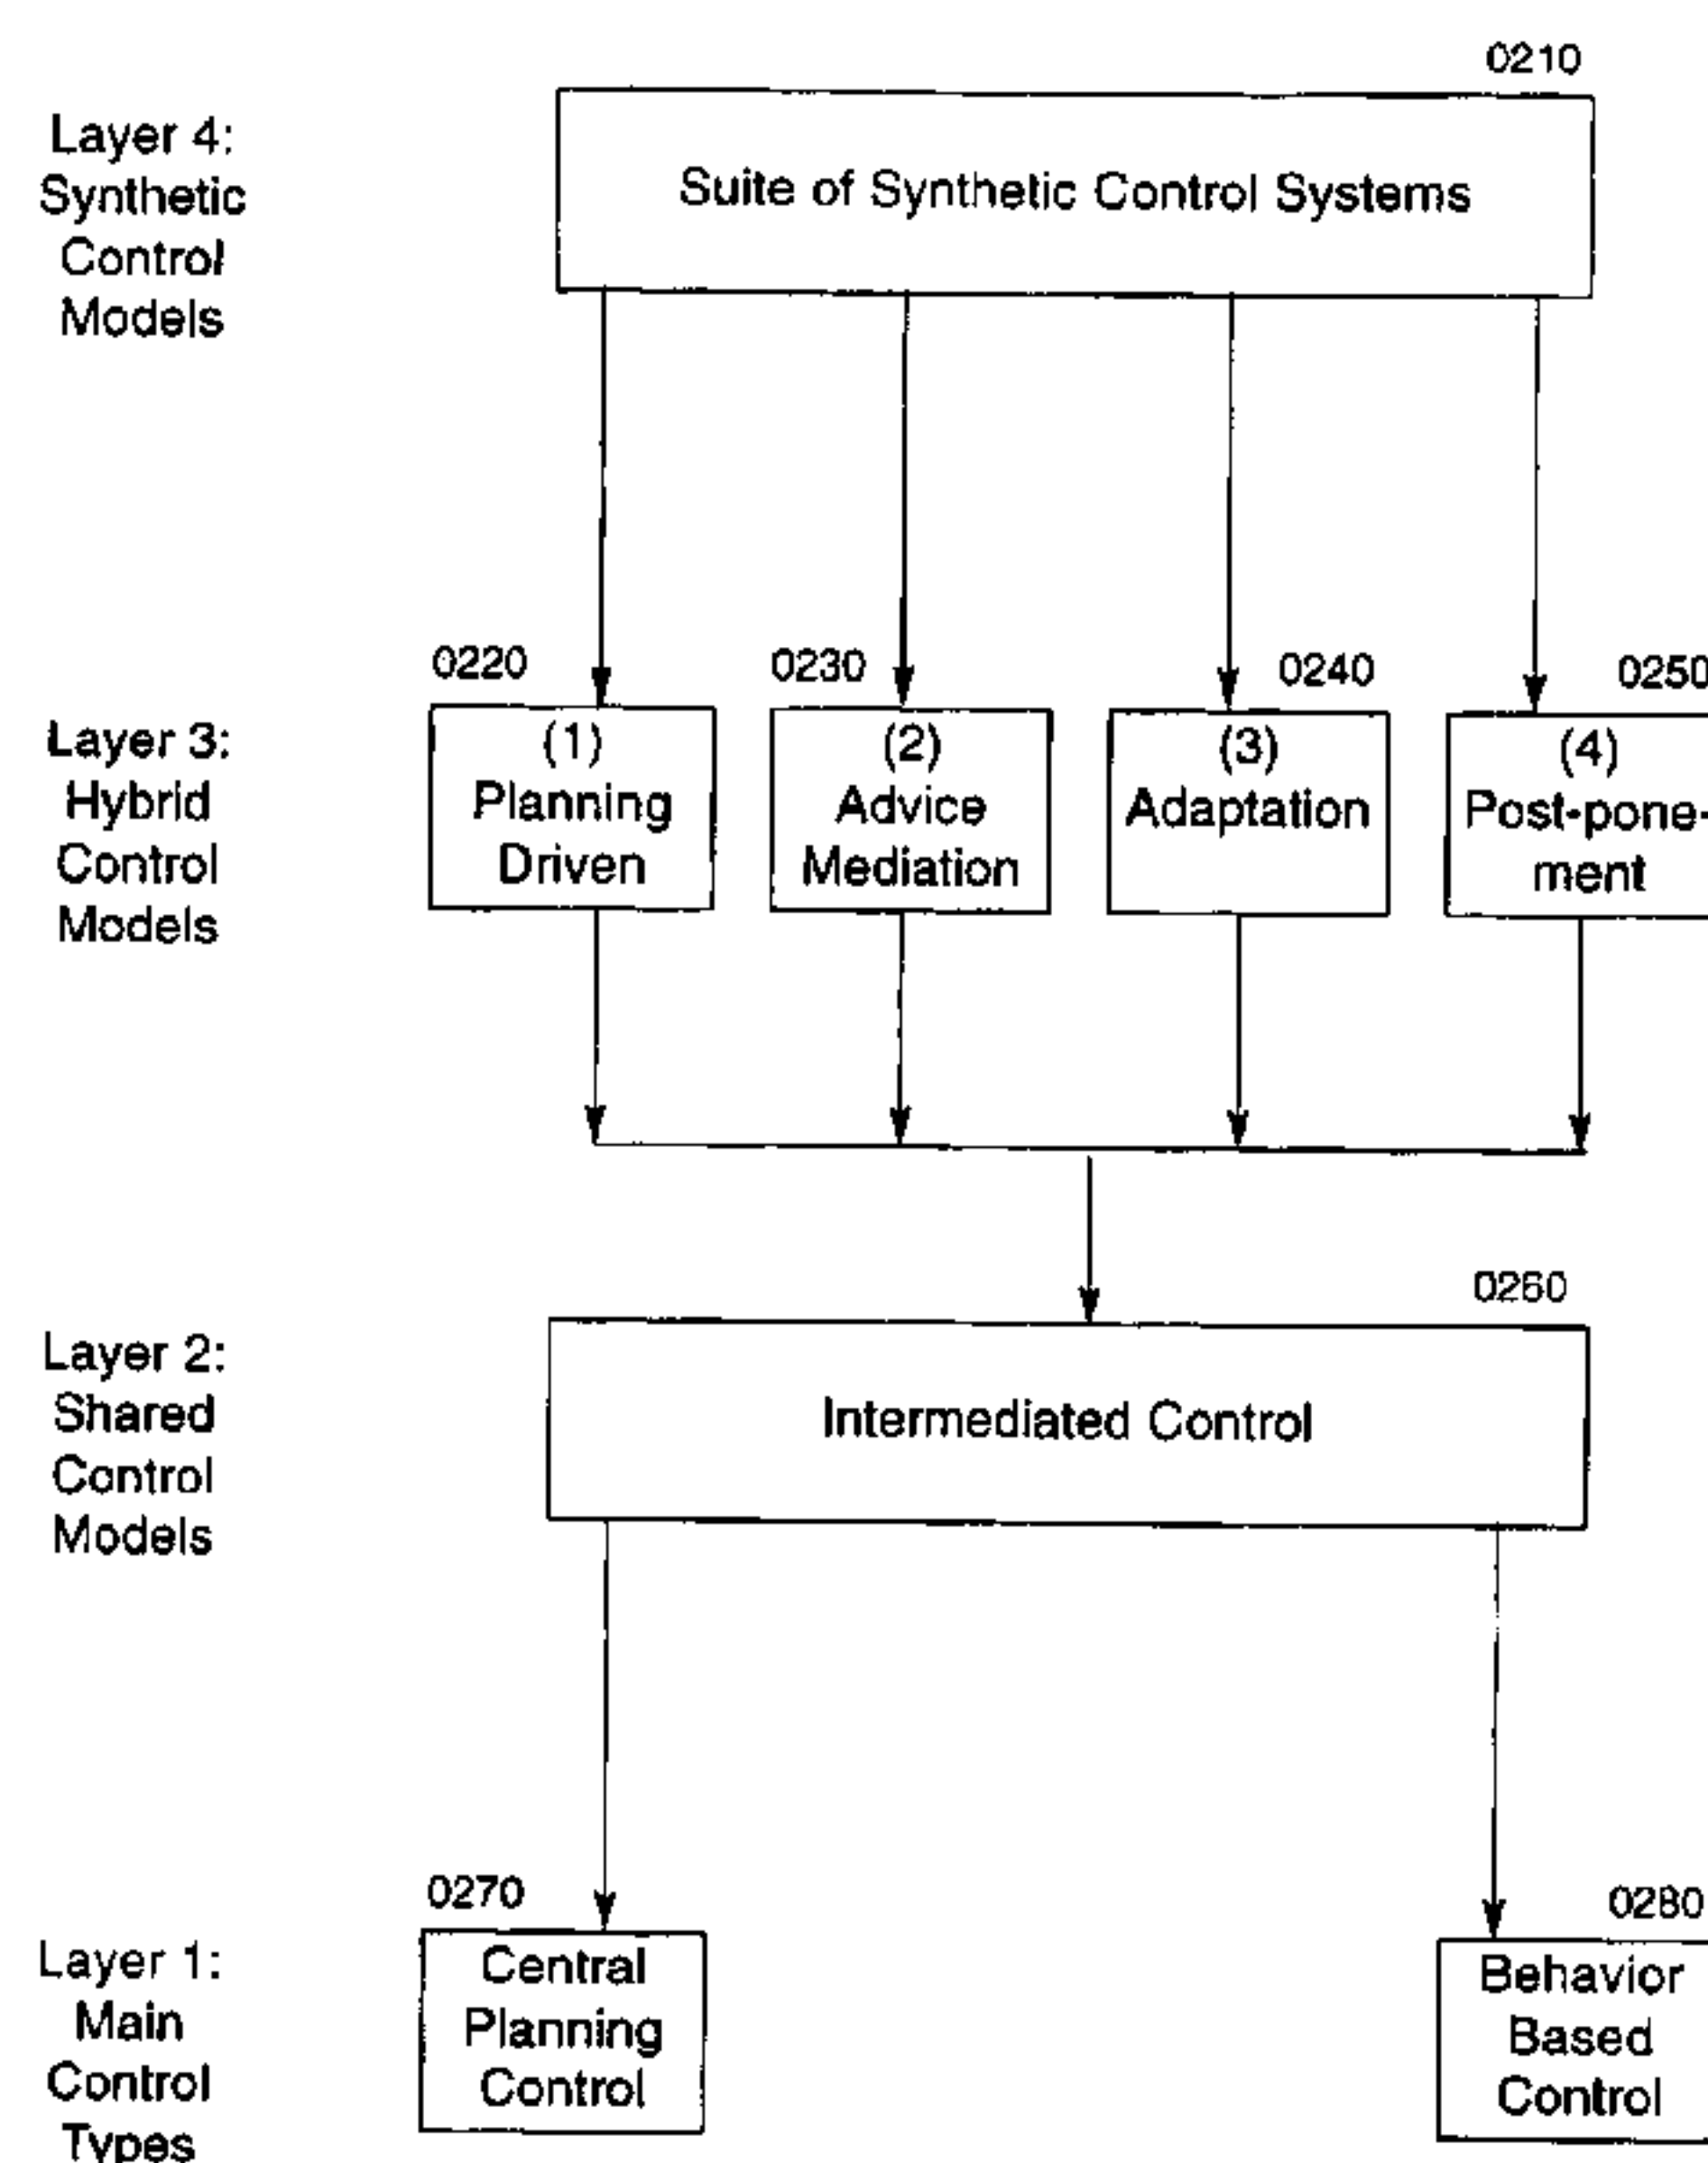 0210
Layer 4:
Synthetic
Control
Models
Suite of Synthetic Control Systems
0220
0230
0240
0250
Layer 3:
Hybrid
Control
Models
(1)
Planning
Driven
(2)
Advice
Mediation
(3)
Adaptation
(4)
Post-pone-
ment
0260
Layer 2:
Shared
Control
Models
Intermediated Control
0270
0280
Layer 1:
Main
Control
Types
Central
Planning
Control
Behavior
Based
Control